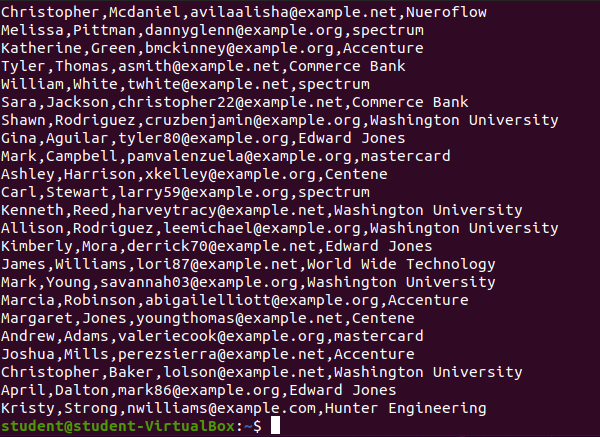 Christopher,Mcdaniel,avilaalisha@example.net,Nueroflow
Melissa,Pittman,dannyglenn@example.org,spectrum
Katherine,Green,bmckinney@example.org,Accenture
Tyler,Thomas,asmith@example.net,Commerce Bank
William,White,twhite@example.net,spectrum
Sara,Jackson,christopher22@example.net,Commerce Bank
Shawn,Rodriguez,cruzbenjamin@example.org,Washington University
Gina,Aguilar,tyler80@example.org,Edward Jones
Mark,Campbell,pamvalenzuela@example.org,mastercard
Ashley,Harrison,xkelley@example.org,Centene
Carl,Stewart,larry59@example.org,spectrum
Kenneth,Reed,harveytracy@example.net,Washington University
Allison,Rodriguez,leemichael@example.org,Washington University
Kimberly,Mora,derrick70@example.net,Edward Jones
James,Williams,lori87@example.net,World Wide Technology
Mark,Young,savannah03@example.org,Washington University
Marcia,Robinson,abigailelliott@example.org,Accenture
Margaret,Jones,youngthomas@example.net,Centene
Andrew,Adams,valeriecook@example.org,mastercard
Joshua,Mills,perezsierra@example.net,Accenture
Christopher,Baker,lolson@example.net,Washington University
April,Dalton,mark86@example.org,Edward Jones
Kristy,Strong,nwilliams@example.com,Hunter Engineering
student@student-VirtualBox:~$